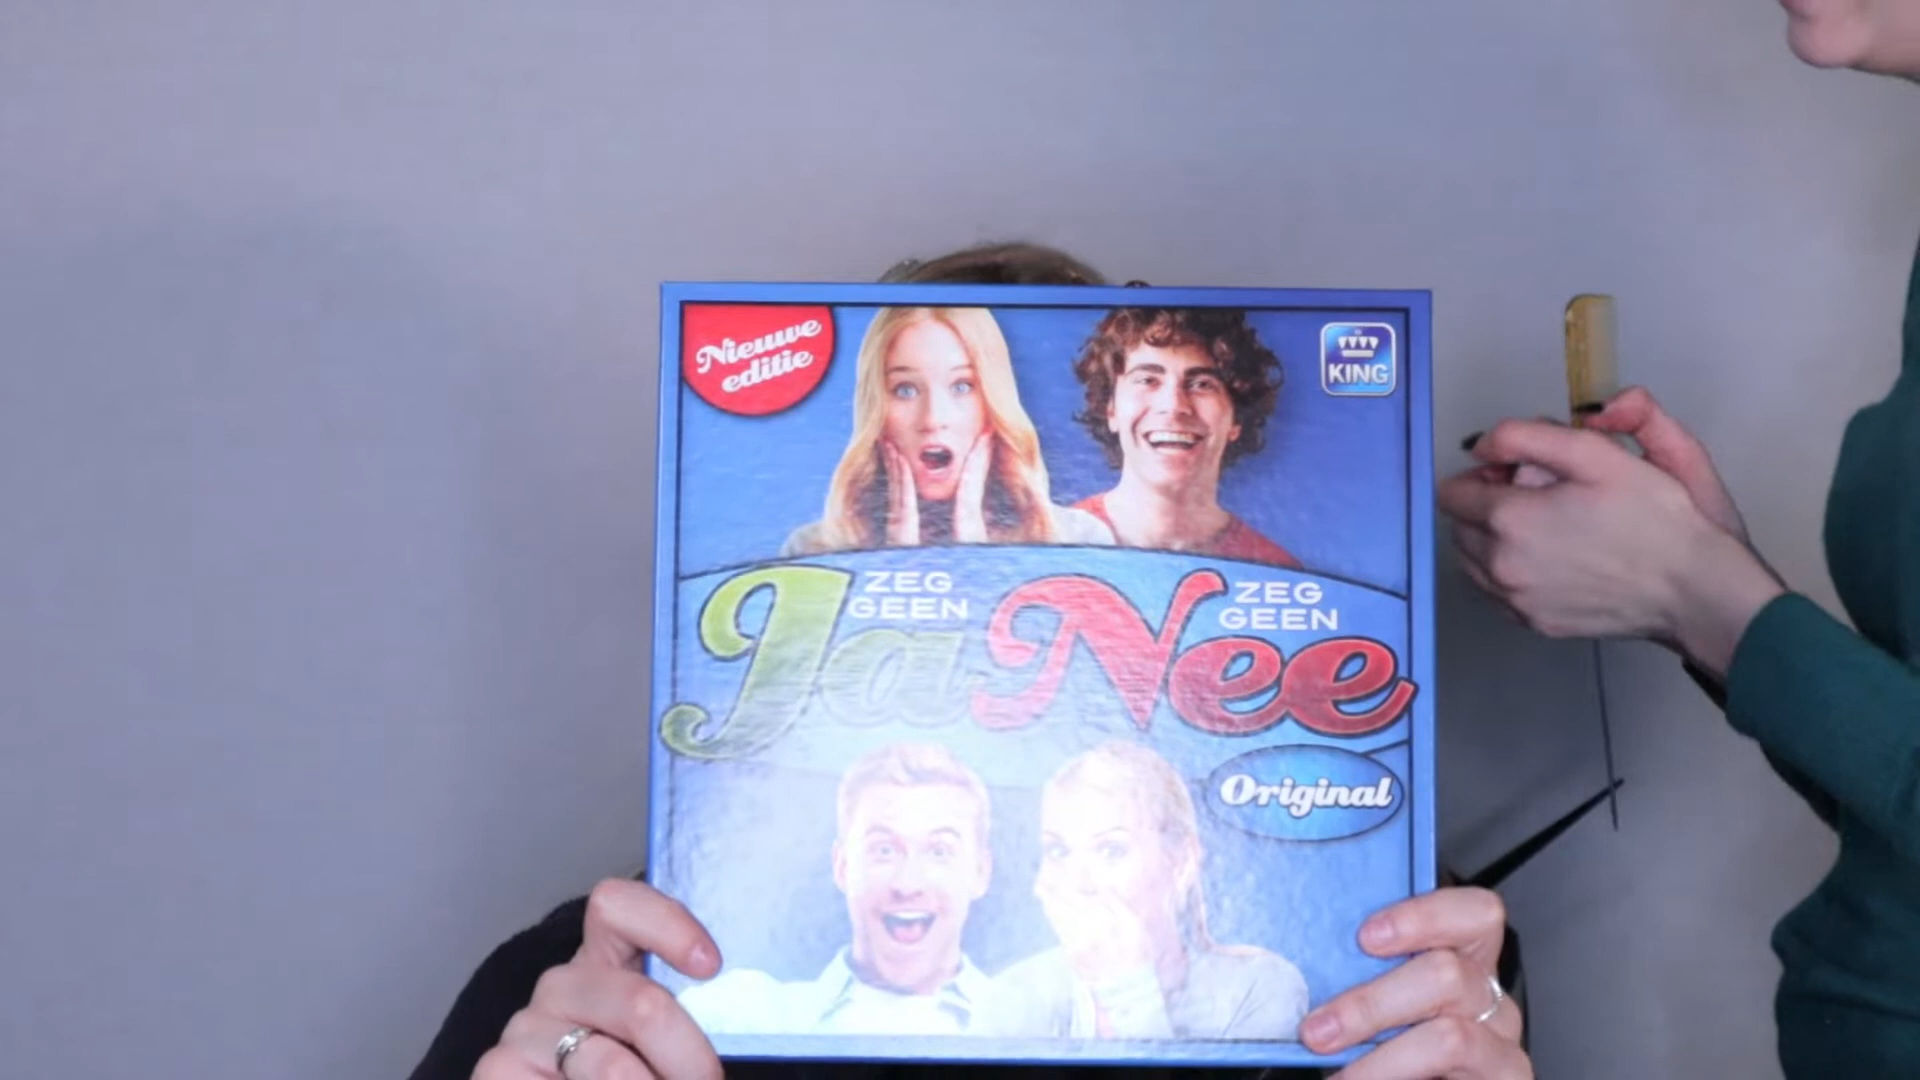 Nieuwe
editie
KING
ZEG
GEEN
Ja
ZEG
GEEN
Nee
Original